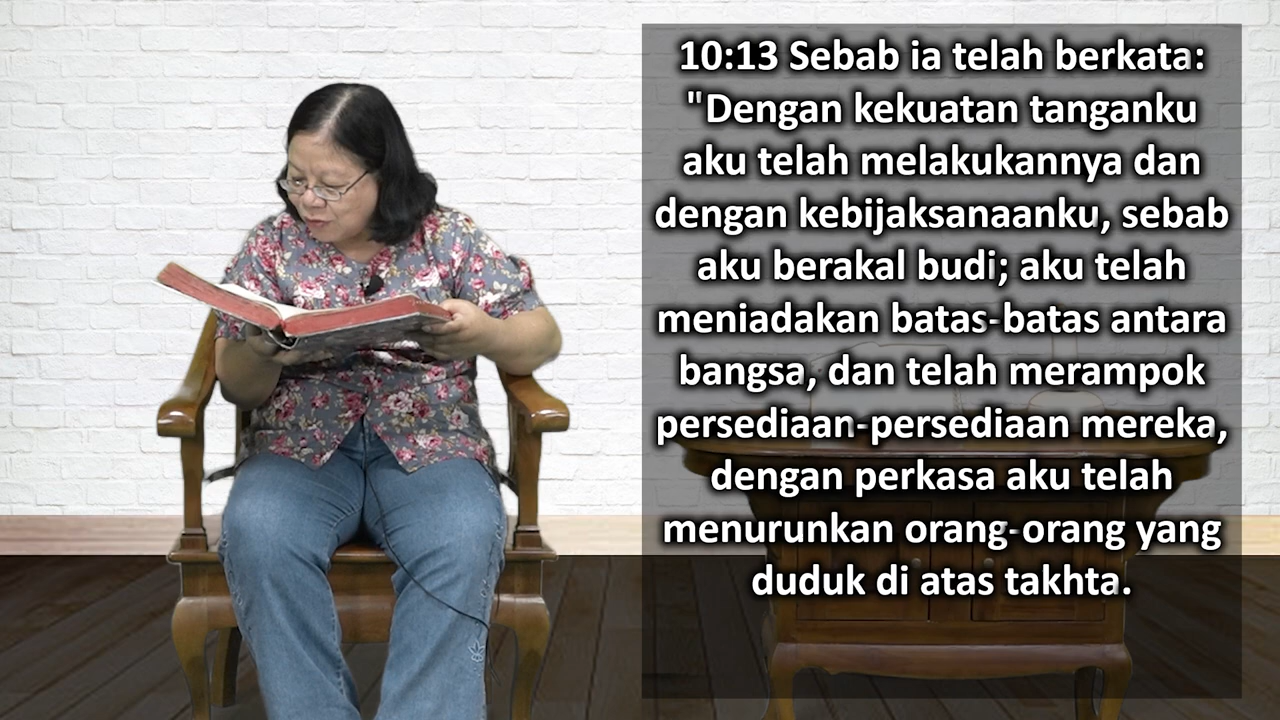 10:13 Sebab ia telah berkata:
"Dengan kekuatan tanganku
aku telah melakukannya dan
dengan kebijaksanaanku, sebab
aku berakal budi; aku telah
meniadakan batas-batas antara
bangsa, dan telah merampok
persediaan-persediaan mereka,
dengan perkasa aku telah
menurunkan orang-orang yang
duduk di atas takhta.